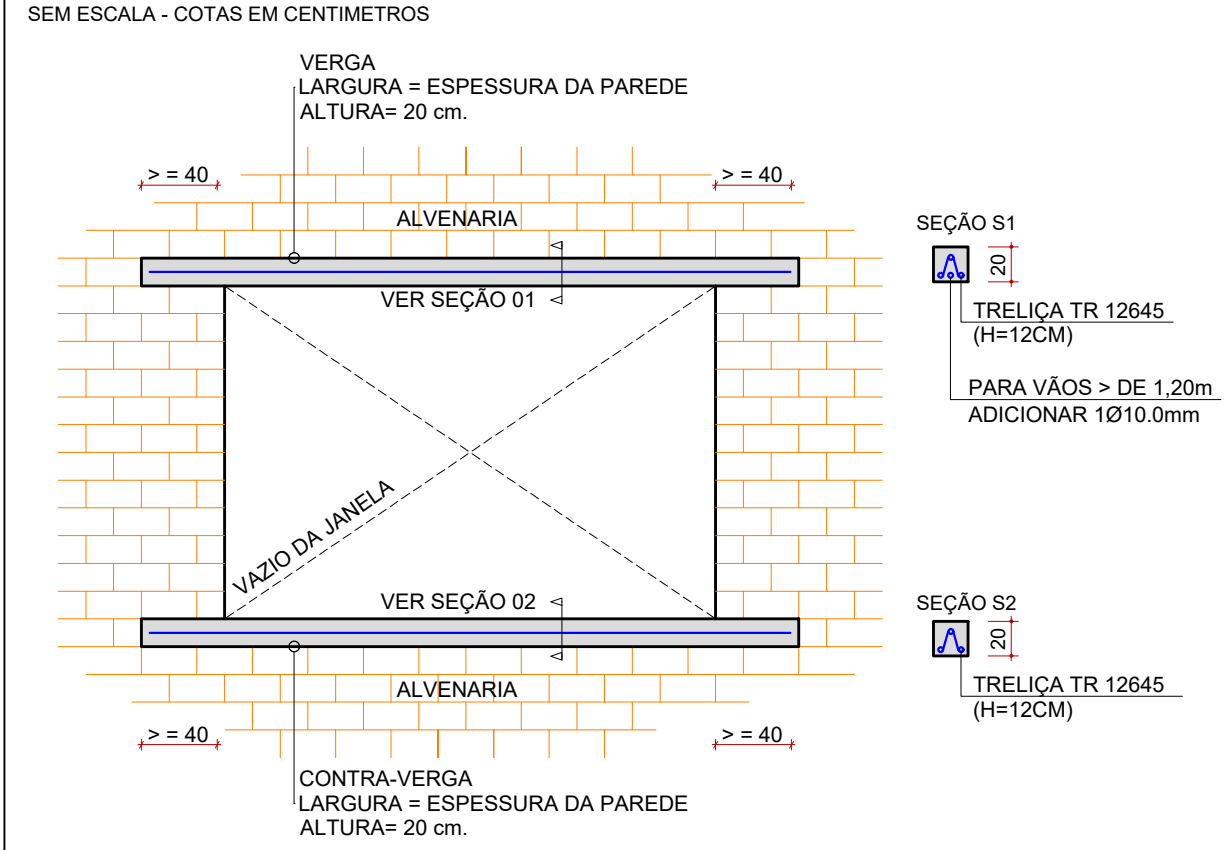 SEM ESCALA - COTAS EM CENTIMETROS
VERGA
LARGURA = ESPESSURA DA PAREDE
ALTURA= 20 cm.
> = 40
> = 40
ALVENARIA
VER SEÇÃO 01
VAZIO DA JANELA
VER SEÇÃO 02
ALVENARIA
> = 40
> = 40
CONTRA-VERGA
LARGURA = ESPESSURA DA PAREDE
ALTURA= 20 cm.
SEÇÃO S1
20
TRELIÇA TR 12645
(H=12CM)
PARA VÃOS > DE 1,20m
ADICIONAR 1Ø10.0mm
SEÇÃO S2
20
TRELIÇA TR 12645
(H=12CM)